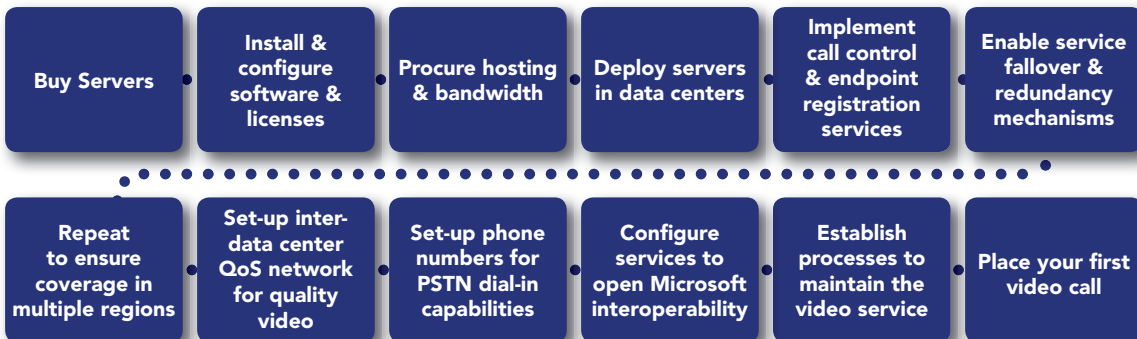 Buy Servers
Install &
configure
software &
licenses
Procure hosting
& bandwidth
Deploy servers
in data centers
Implement
call control
& endpoint
registration
services
Enable service
fallover &
redundancy
mechanisms
Repeat
to ensure
coverage in
multiple regions
Set-up inter-
data center
QoS network
for quality
video
Set-up phone
numbers for
PSTN dial-in
capabilities
Configure
services to
open Microsoft
interoperability
Establish
processes to
maintain the
video service
Place your first
video call